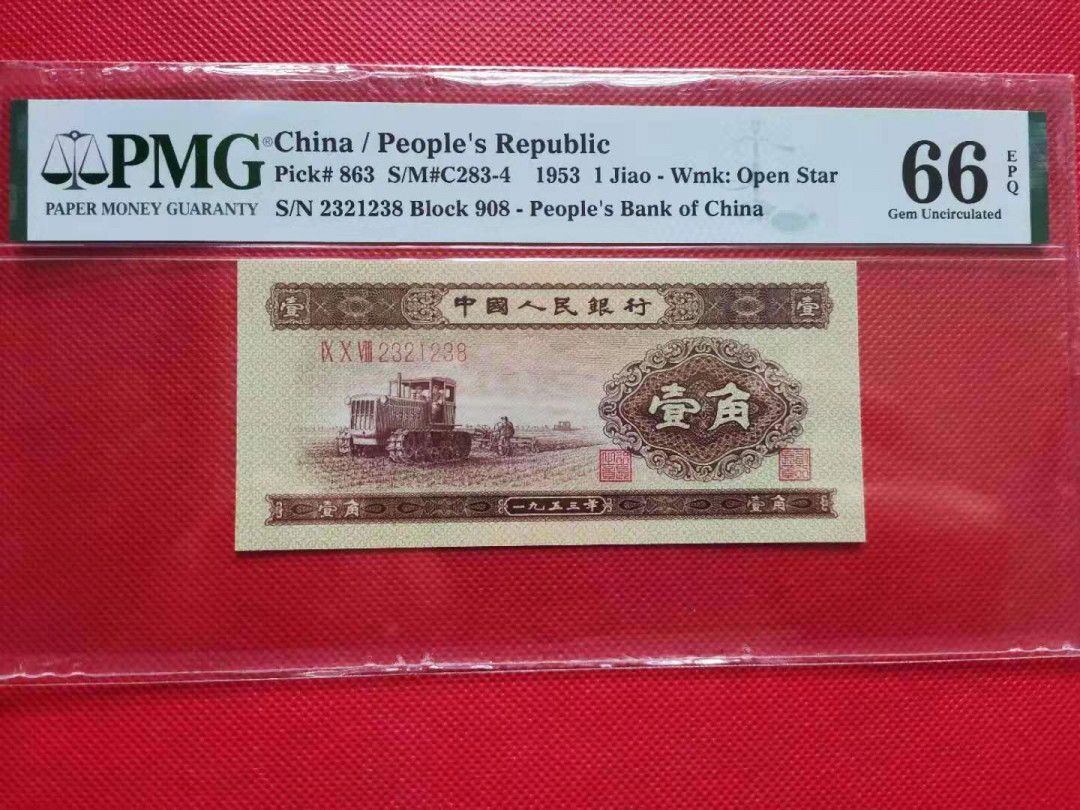 PMG® China / People's Republic
Pick# 863 S/M#C283-4 1953 1 Jiao - Wmk: Open Star
PAPER MONEY GUARANTY S/N 2321238 Block 908 - People's Bank of China
66 EPQ
Gem Uncirculated
壹 中國人民銀行 壹
IX X VIII 2321238
壹角
壹角 一九五三年 壹角